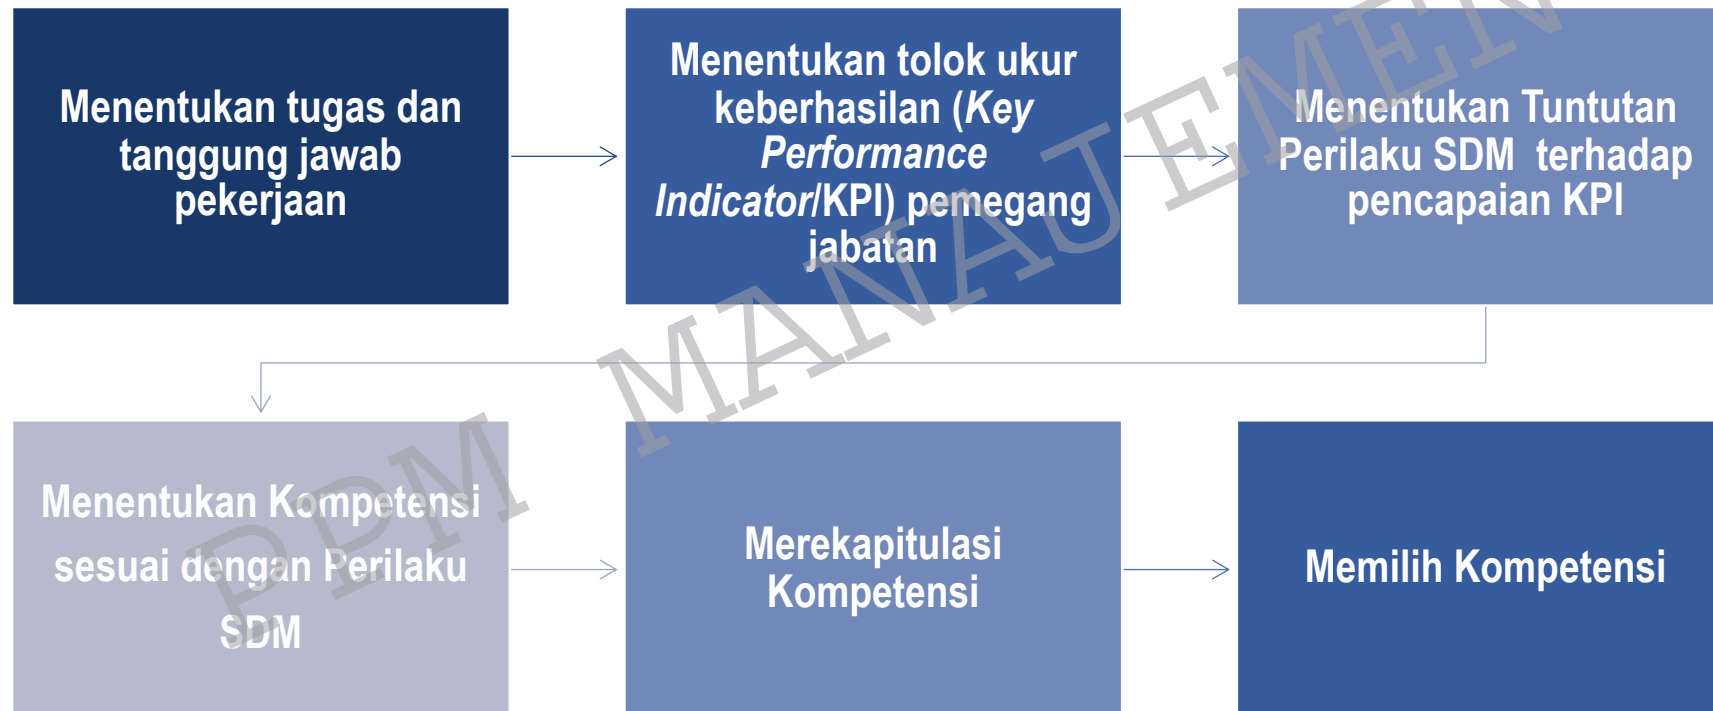 Menentukan tugas dan
tanggung jawab
pekerjaan
Menentukan tolok ukur
keberhasilan (Key
Performance
Indicator/KPI) pemegang
jabatan
Menentukan Tuntutan
Perilaku SDM terhadap
pencapaian KPI
Menentukan Kompetensi
sesuai dengan Perilaku
SDM
Merekapitulasi
Kompetensi
Memilih Kompetensi
PPM MANAJEMEN